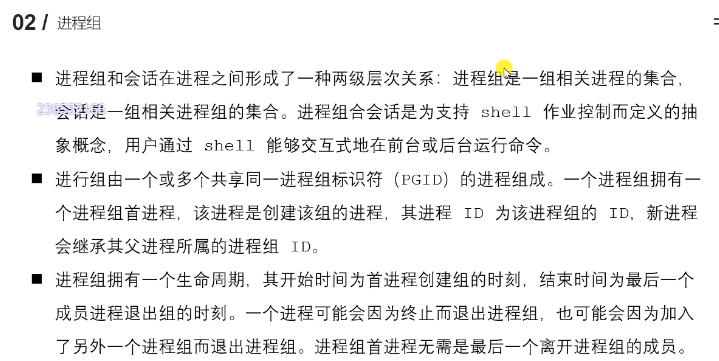 02 / 进程组
■ 进程组和会话在进程之间形成了一种两级层次关系：进程组是一组相关进程的集合，
会话是一组相关进程组的集合。进程组合会话是为支持 shell 作业控制而定义的抽
象概念，用户通过 shell 能够交互式地在前台或后台运行命令。
■ 进行组由一个或多个共享同一进程组标识符（PGID）的进程组成。一个进程组拥有一
个进程组首进程，该进程是创建该组的进程，其进程 ID 为该进程组的 ID，新进程
会继承其父进程所属的进程组 ID。
■ 进程组拥有一个生命周期，其开始时间为首进程创建组的时刻，结束时间为最后一个
成员进程退出组的时刻。一个进程可能会因为终止而退出进程组，也可能会因为加入
了另外一个进程组而退出进程组。进程组首进程无需是最后一个离开进程组的成员。